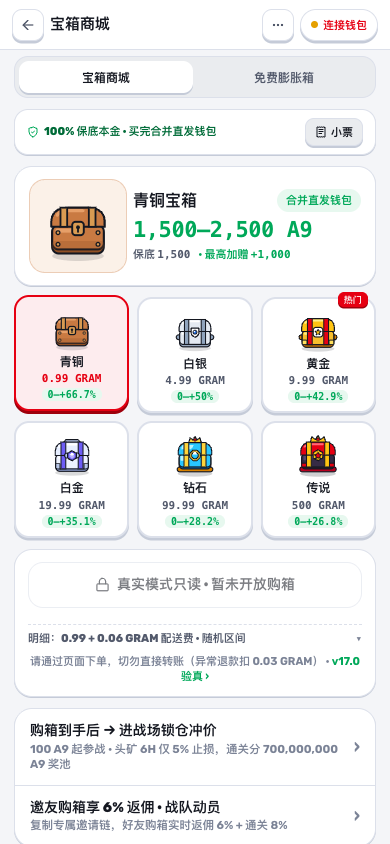 宝箱商城
连接钱包
宝箱商城
免费膨胀箱
100% 保底本金 • 买完合并直发钱包
小票
青铜宝箱
合并直发钱包
1,500–2,500 A9
保底 1,500 • 最高加赠 +1,000
热门
青铜
0.99 GRAM
0–+66.7%
白银
4.99 GRAM
0–+50%
黄金
9.99 GRAM
0–+42.9%
白金
19.99 GRAM
0–+35.1%
钻石
99.99 GRAM
0–+28.2%
传说
500 GRAM
0–+26.8%
真实模式只读 • 暂未开放购箱
明细: 0.99 + 0.06 GRAM 配送费 • 随机区间
请通过页面下单，切勿直接转账（异常退款扣 0.03 GRAM） • v17.0
验真 ›
购箱到手后 → 进战场锁仓冲价
100 A9 起参战 • 头矿 6H 仅 5% 止损，通关分 700,000,000
A9 奖池
邀友购箱享 6% 返佣 • 战队动员
复制专属邀请链，好友购箱实时返佣 6% + 通关 8%